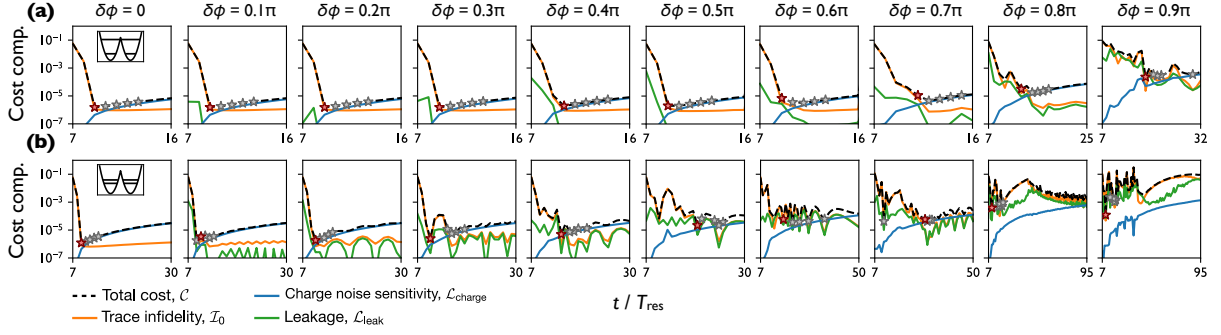 (a) δϕ = 0 δϕ = 0.1π δϕ = 0.2π δϕ = 0.3π δϕ = 0.4π δϕ = 0.5π δϕ = 0.6π δϕ = 0.7π δϕ = 0.8π δϕ = 0.9π
Cost comp.
10⁻¹
10⁻³
10⁻⁵
10⁻⁷
7 16 7 16 7 16 7 16 7 16 7 16 7 16 7 16 7 25 7 32
(b)
Cost comp.
10⁻¹
10⁻³
10⁻⁵
10⁻⁷
7 30 7 30 7 30 7 30 7 30 7 30 7 50 7 50 7 95 7 95
t / T_res
Total cost, 𝒞
Trace infidelity, ℐ₀
Charge noise sensitivity, ℒ_charge
Leakage, ℒ_leak